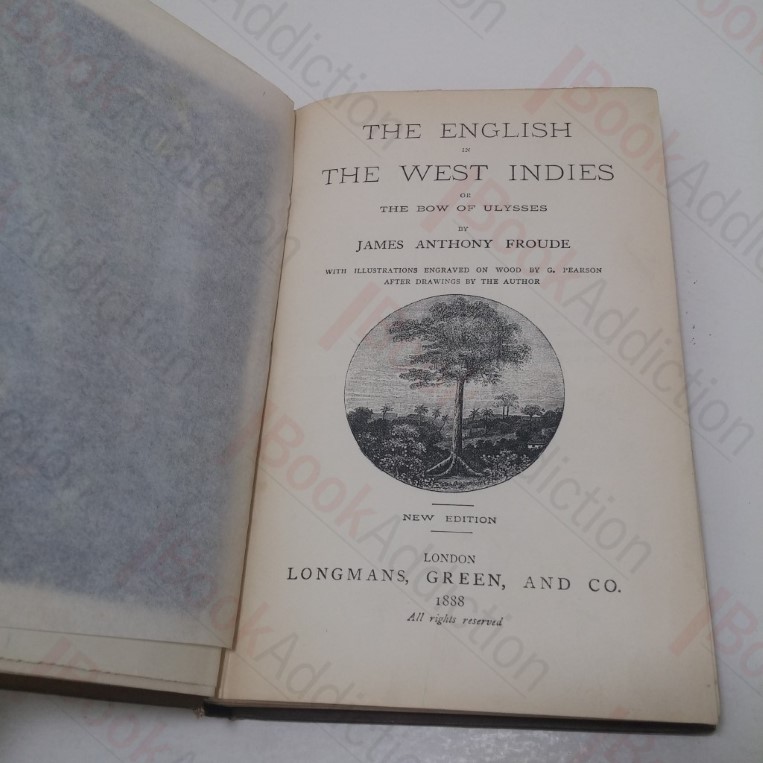 THE ENGLISH
IN
THE WEST INDIES
OR
THE BOW OF ULYSSES
BY
JAMES ANTHONY FROUDE
WITH ILLUSTRATIONS ENGRAVED ON WOOD BY G. PEARSON
AFTER DRAWINGS BY THE AUTHOR
NEW EDITION
LONDON
LONGMANS, GREEN, AND CO.
1888
All rights reserved
BookAddiction